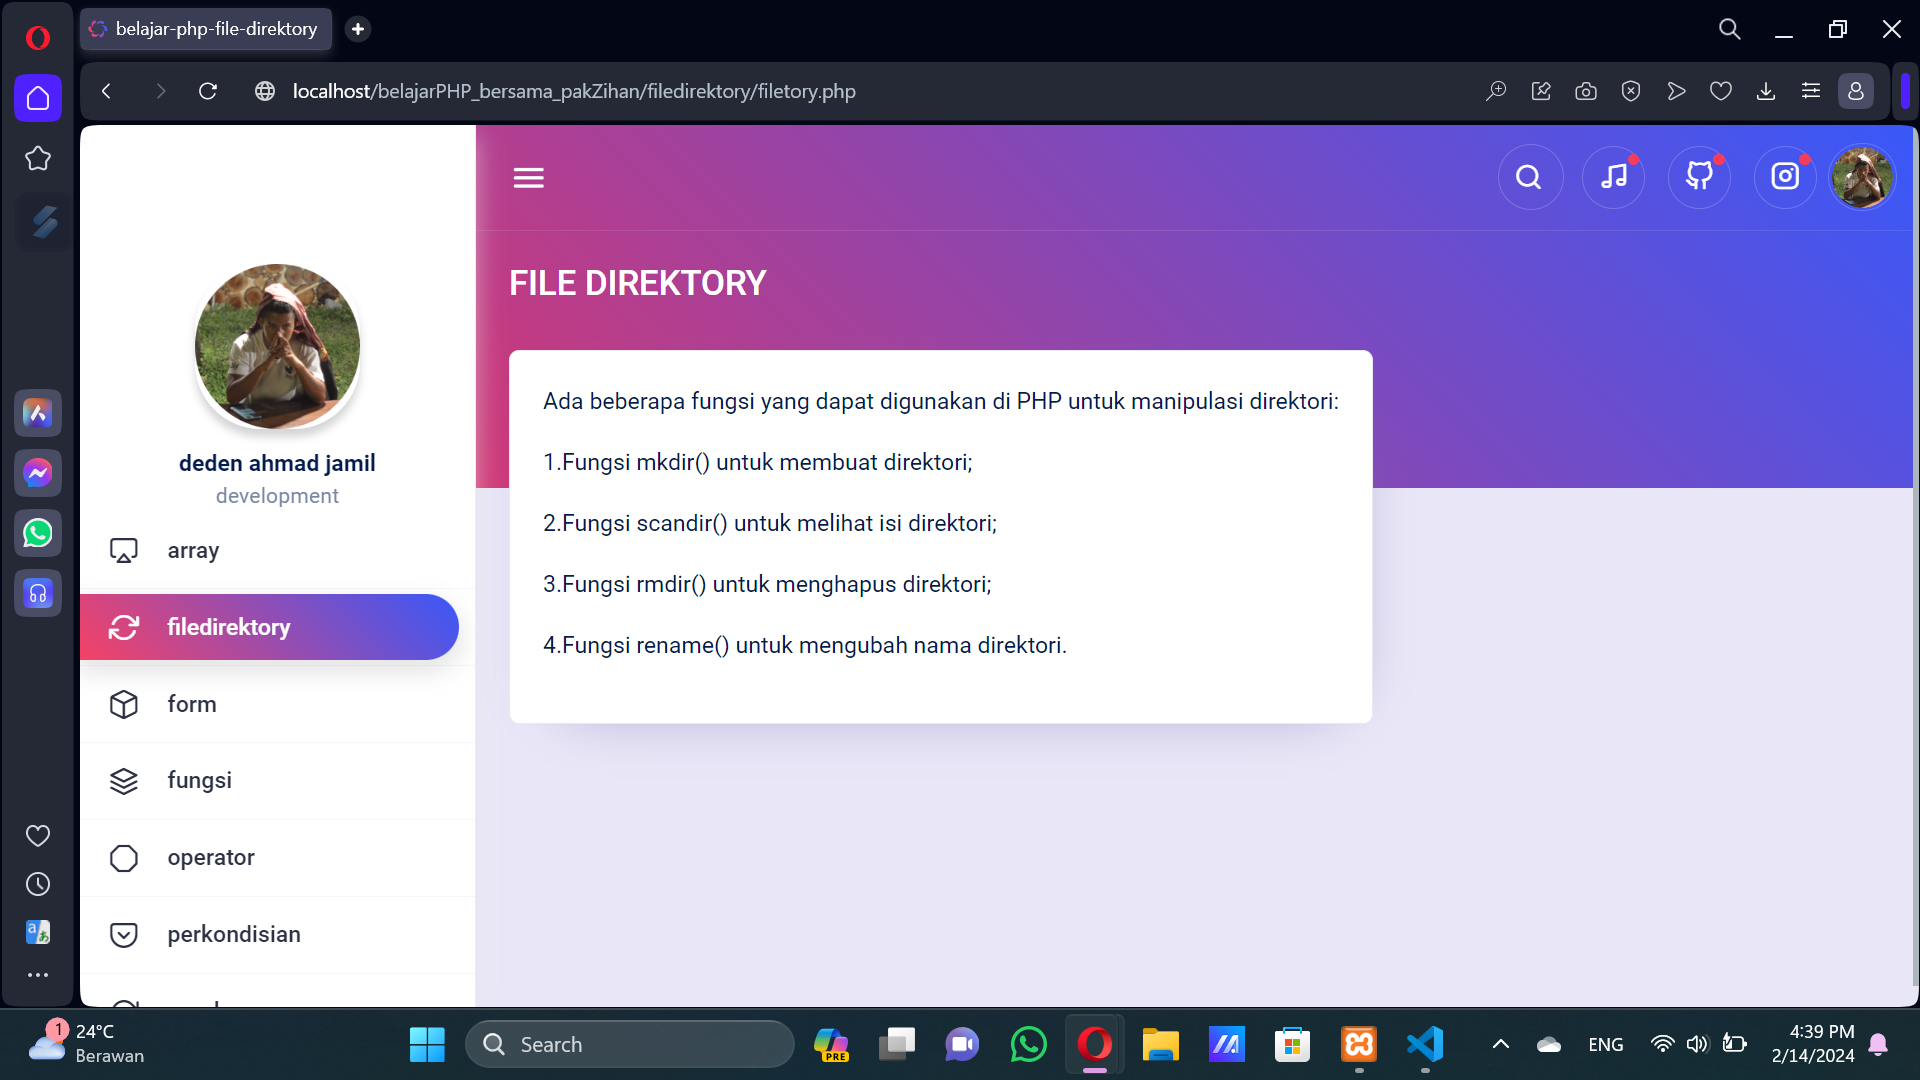 belajar-php-file-direktory
localhost/belajarPHP_bersama_pakZihan/filedirektory/filetory.php
FILE DIREKTORY
Ada beberapa fungsi yang dapat digunakan di PHP untuk manipulasi direktori:
1.Fungsi mkdir() untuk membuat direktori;
2.Fungsi scandir() untuk melihat isi direktori;
3.Fungsi rmdir() untuk menghapus direktori;
4.Fungsi rename() untuk mengubah nama direktori.
deden ahmad jamil
development
array
filedirektory
form
fungsi
operator
perkondisian
1
24°C
Berawan
Search
PRE
ENG
4:39 PM
2/14/2024